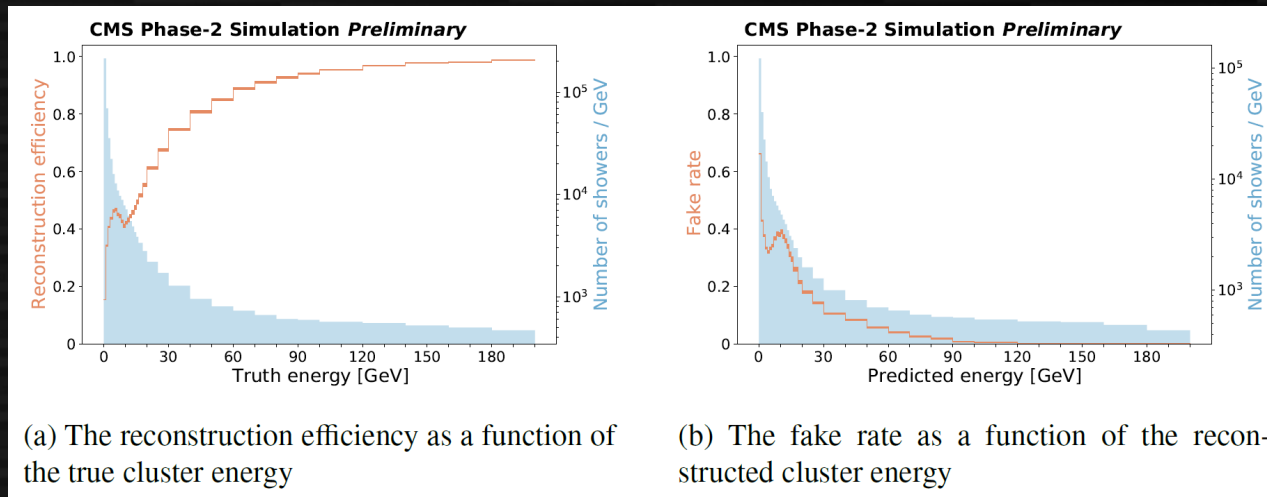 CMS Phase-2 Simulation Preliminary
Reconstruction efficiency
1.0
0.8
0.6
0.4
0.2
0
10⁵
10⁴
10³
Number of showers / GeV
0 30 60 90 120 150 180
Truth energy [GeV]
(a) The reconstruction efficiency as a function of
the true cluster energy
CMS Phase-2 Simulation Preliminary
Fake rate
1.0
0.8
0.6
0.4
0.2
0
10⁵
10⁴
10³
Number of showers / GeV
0 30 60 90 120 150 180
Predicted energy [GeV]
(b) The fake rate as a function of the recon-
structed cluster energy